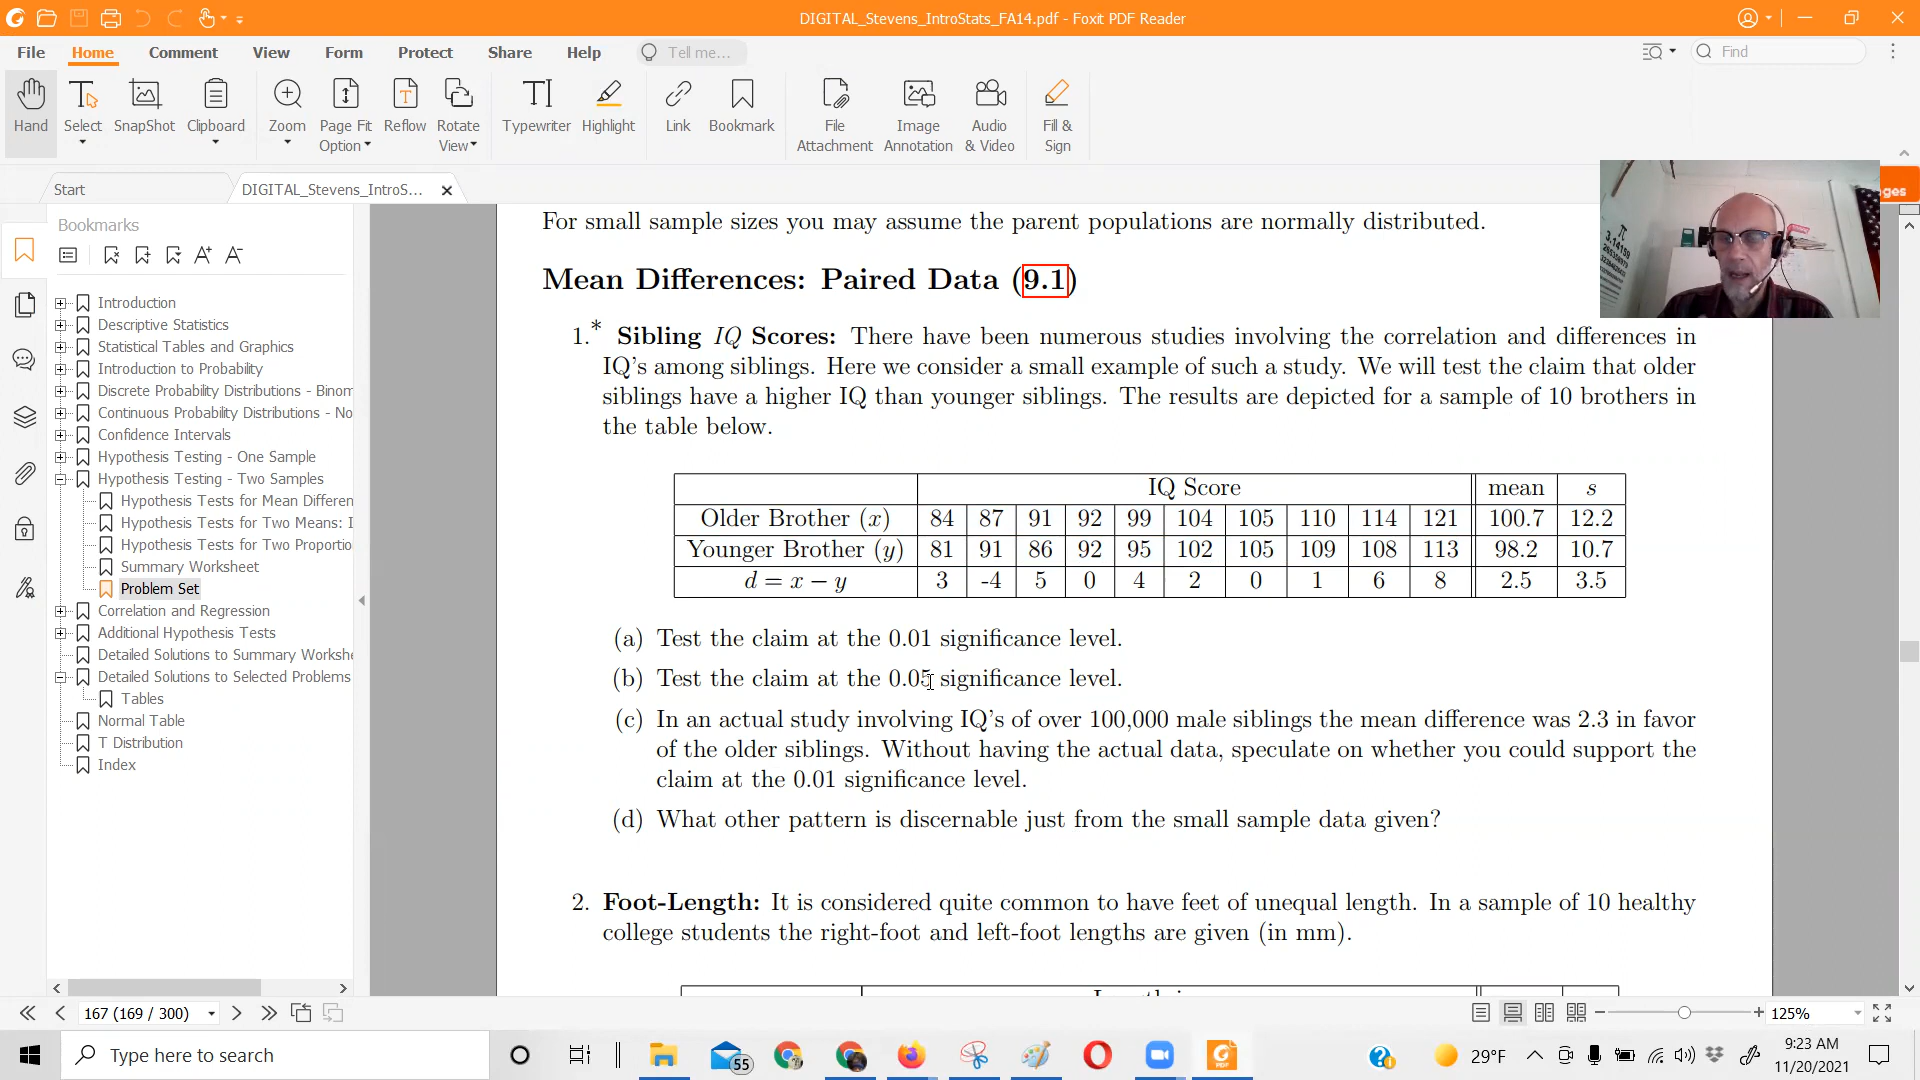 DIGITAL_Stevens_IntroStats_FA14.pdf - Foxit PDF Reader
File Home Comment View Form Protect Share Help Tell me... Find
Hand Select SnapShot Clipboard Zoom Page Fit Option Reflow Rotate View Typewriter Highlight Link Bookmark File Attachment Image Annotation Audio & Video Fill & Sign
Start DIGITAL_Stevens_IntroS...
ges
Bookmarks
Introduction
Descriptive Statistics
Statistical Tables and Graphics
Introduction to Probability
Discrete Probability Distributions - Binom
Continuous Probability Distributions - No
Confidence Intervals
Hypothesis Testing - One Sample
Hypothesis Testing - Two Samples
Hypothesis Tests for Mean Differen
Hypothesis Tests for Two Means: I
Hypothesis Tests for Two Proportio
Summary Worksheet
Problem Set
Correlation and Regression
Additional Hypothesis Tests
Detailed Solutions to Summary Workshe
Detailed Solutions to Selected Problems
Tables
Normal Table
T Distribution
Index
For small sample sizes you may assume the parent populations are normally distributed.
Mean Differences: Paired Data (9.1)
1.* Sibling IQ Scores: There have been numerous studies involving the correlation and differences in
IQ's among siblings. Here we consider a small example of such a study. We will test the claim that older
siblings have a higher IQ than younger siblings. The results are depicted for a sample of 10 brothers in
the table below.
IQ Score mean s
Older Brother (x) 84 87 91 92 99 104 105 110 114 121 100.7 12.2
Younger Brother (y) 81 91 86 92 95 102 105 109 108 113 98.2 10.7
d = x − y 3 -4 5 0 4 2 0 1 6 8 2.5 3.5
(a) Test the claim at the 0.01 significance level.
(b) Test the claim at the 0.05 significance level.
(c) In an actual study involving IQ's of over 100,000 male siblings the mean difference was 2.3 in favor
of the older siblings. Without having the actual data, speculate on whether you could support the
claim at the 0.01 significance level.
(d) What other pattern is discernable just from the small sample data given?
2. Foot-Length: It is considered quite common to have feet of unequal length. In a sample of 10 healthy
college students the right-foot and left-foot lengths are given (in mm).
π
3.14159
167 (169 / 300)
125%
Type here to search
55
29°F
9:23 AM
11/20/2021